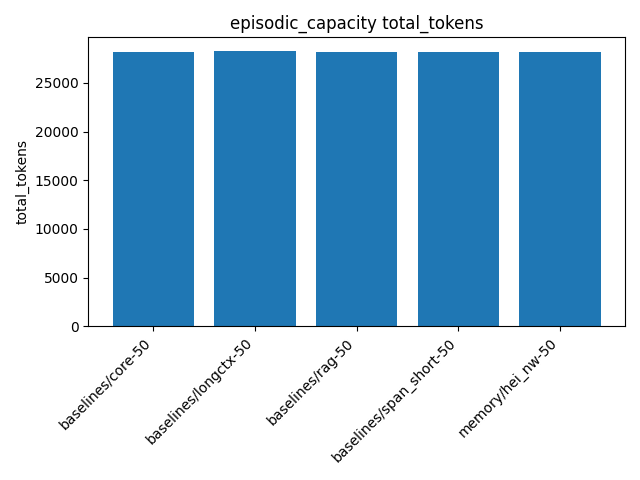 episodic_capacity total_tokens
total_tokens
25000
20000
15000
10000
5000
0
baselines/core-50
baselines/longctx-50
baselines/rag-50
baselines/span_short-50
memory/hei_nw-50